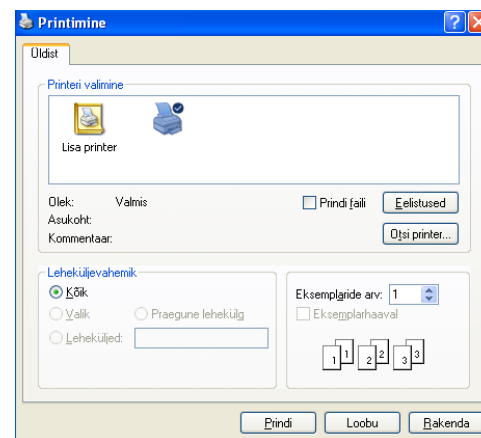 Printimine
Üldist
Printeri valimine
Lisa printer
Olek: Valmis
Prindi faili
Eelistused
Asukoht:
Kommentaar:
Otsi printer...
Leheküljevahemik
Kõik
Valik Praegune lehekülg
Leheküljed:
Eksemplaride arv: 1
Eksemplarhaaval
1 1 2 2 3 3
Prindi Loobu Rakenda